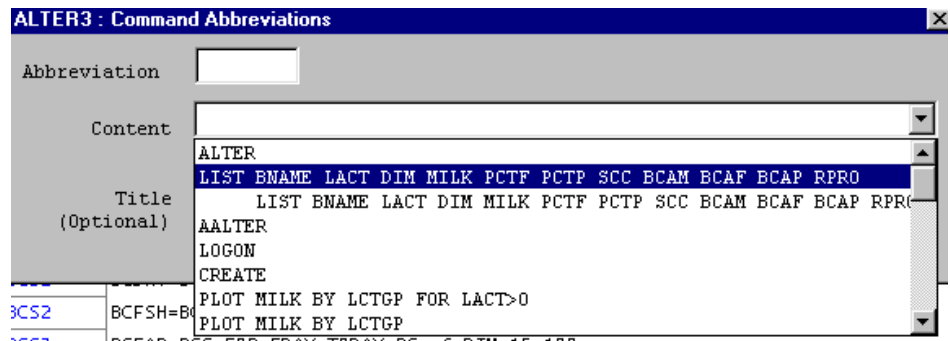 ALTER3 : Command Abbreviations
Abbreviation
Content
ALTER
LIST BNAME LACT DIM MILK PCTF PCTP SCC BCAM BCAF BCAP RPRO
LIST BNAME LACT DIM MILK PCTF PCTP SCC BCAM BCAF BCAP RPRO
Title
(Optional)
AALTER
LOGON
CREATE
PLOT MILK BY LCTGP FOR LACT>0
BCS2 BCFSH=BC
PLOT MILK BY LCTGP